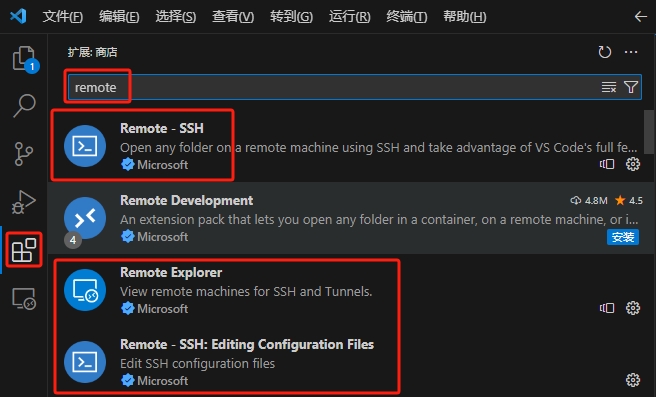 文件(F) 编辑(E) 选择(S) 查看(V) 转到(G) 运行(R) 终端(T) 帮助(H)
扩展: 商店
1
remote
Remote - SSH
Open any folder on a remote machine using SSH and take advantage of VS Code's full fe...
Microsoft
Remote Development 4.8M 4.5
An extension pack that lets you open any folder in a container, on a remote machine, or i...
4 Microsoft 安装
Remote Explorer
View remote machines for SSH and Tunnels.
Microsoft
Remote - SSH: Editing Configuration Files
Edit SSH configuration files
Microsoft